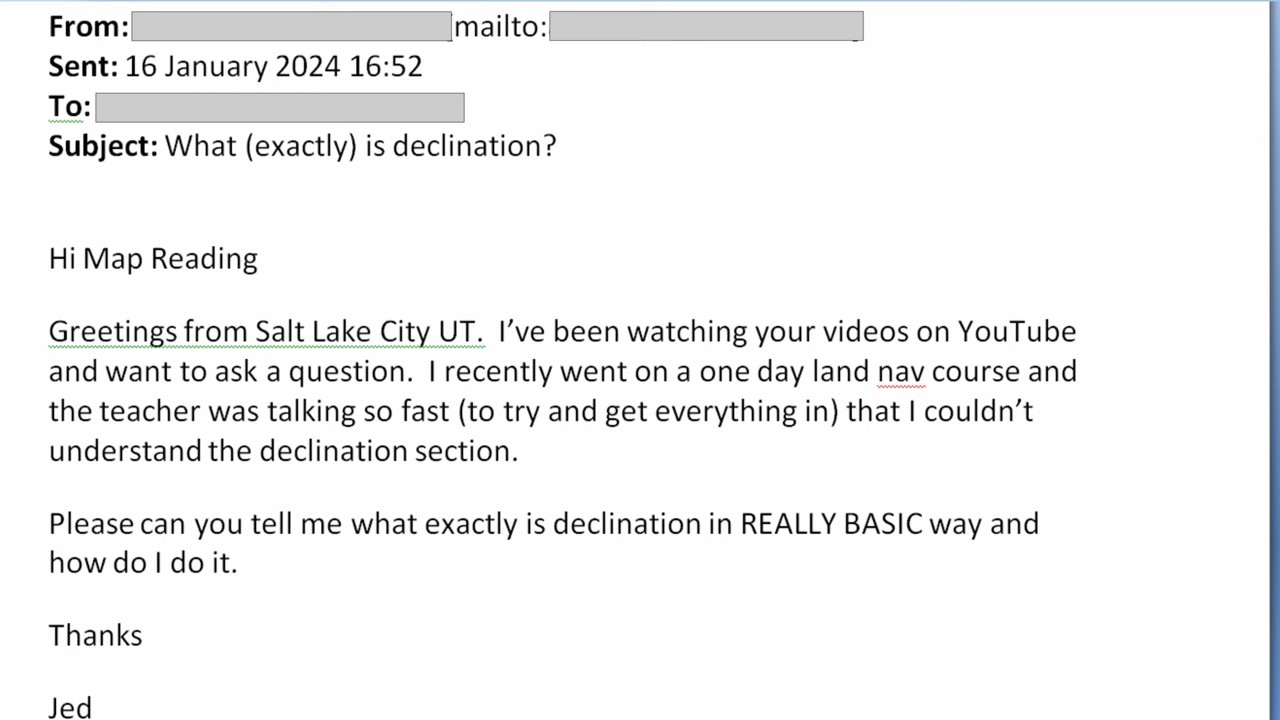 From: mailto:
Sent: 16 January 2024 16:52
To:
Subject: What (exactly) is declination?
Hi Map Reading
Greetings from Salt Lake City UT.  I’ve been watching your videos on YouTube
and want to ask a question.  I recently went on a one day land nav course and
the teacher was talking so fast (to try and get everything in) that I couldn’t
understand the declination section.
Please can you tell me what exactly is declination in REALLY BASIC way and
how do I do it.
Thanks
Jed